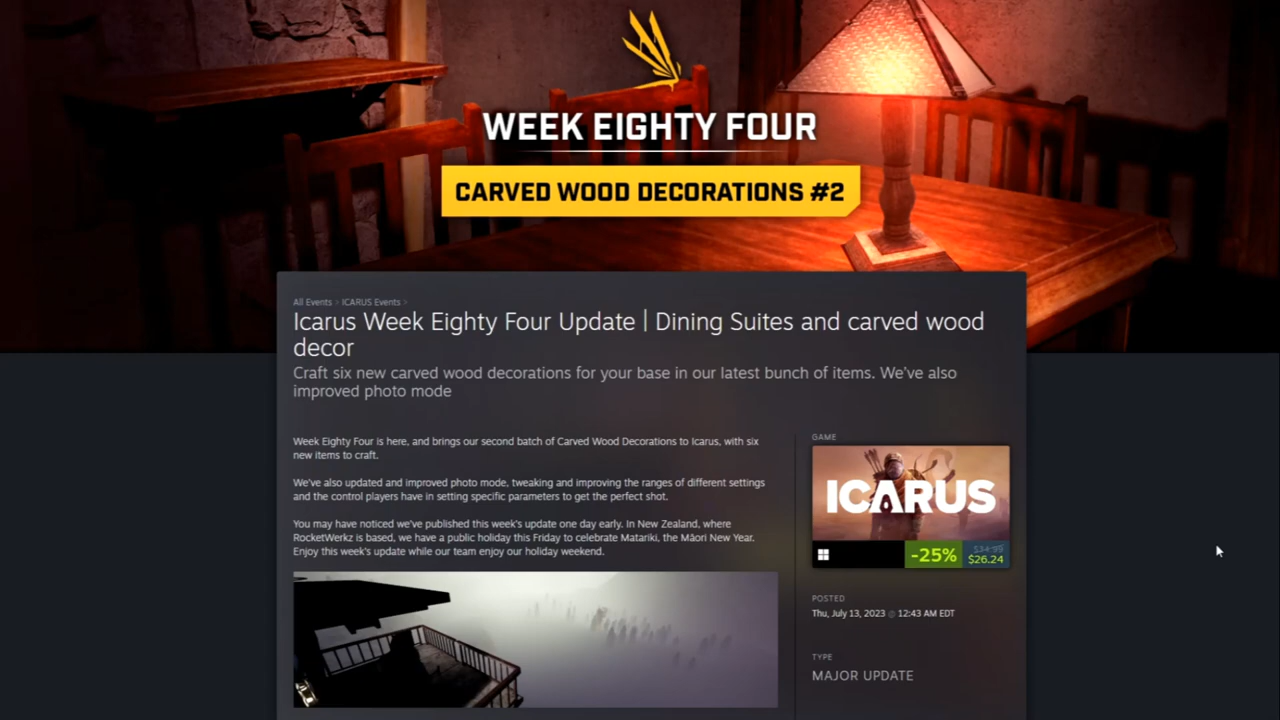 WEEK EIGHTY FOUR
CARVED WOOD DECORATIONS #2
All Events > ICARUS Events >
Icarus Week Eighty Four Update | Dining Suites and carved wood
decor
Craft six new carved wood decorations for your base in our latest bunch of items. We've also
improved photo mode
Week Eighty Four is here, and brings our second batch of Carved Wood Decorations to Icarus, with six
new items to craft.
We've also updated and improved photo mode, tweaking and improving the ranges of different settings
and the control players have in setting specific parameters to get the perfect shot.
You may have noticed we've published this week's update one day early. In New Zealand, where
RocketWerkz is based, we have a public holiday this Friday to celebrate Matariki, the Māori New Year.
Enjoy this week's update while our team enjoy our holiday weekend.
GAME
ICARUS
-25%
$34.99
$26.24
POSTED
Thu, July 13, 2023 @ 12:43 AM EDT
TYPE
MAJOR UPDATE